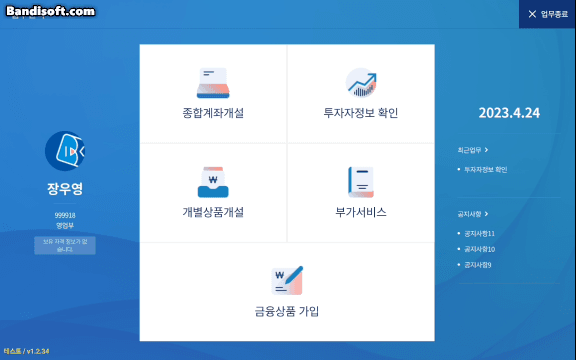 Bandisoft.com
업무종료
종합계좌개설
투자자정보 확인
개별상품개설
부가서비스
금융상품 가입
장우영
999918
영업부
보유 자격 정보가 없
습니다.
2023.4.24
최근업무
투자자정보 확인
공지사항
공지사항11
공지사항10
공지사항9
테스트 / v1.2.34